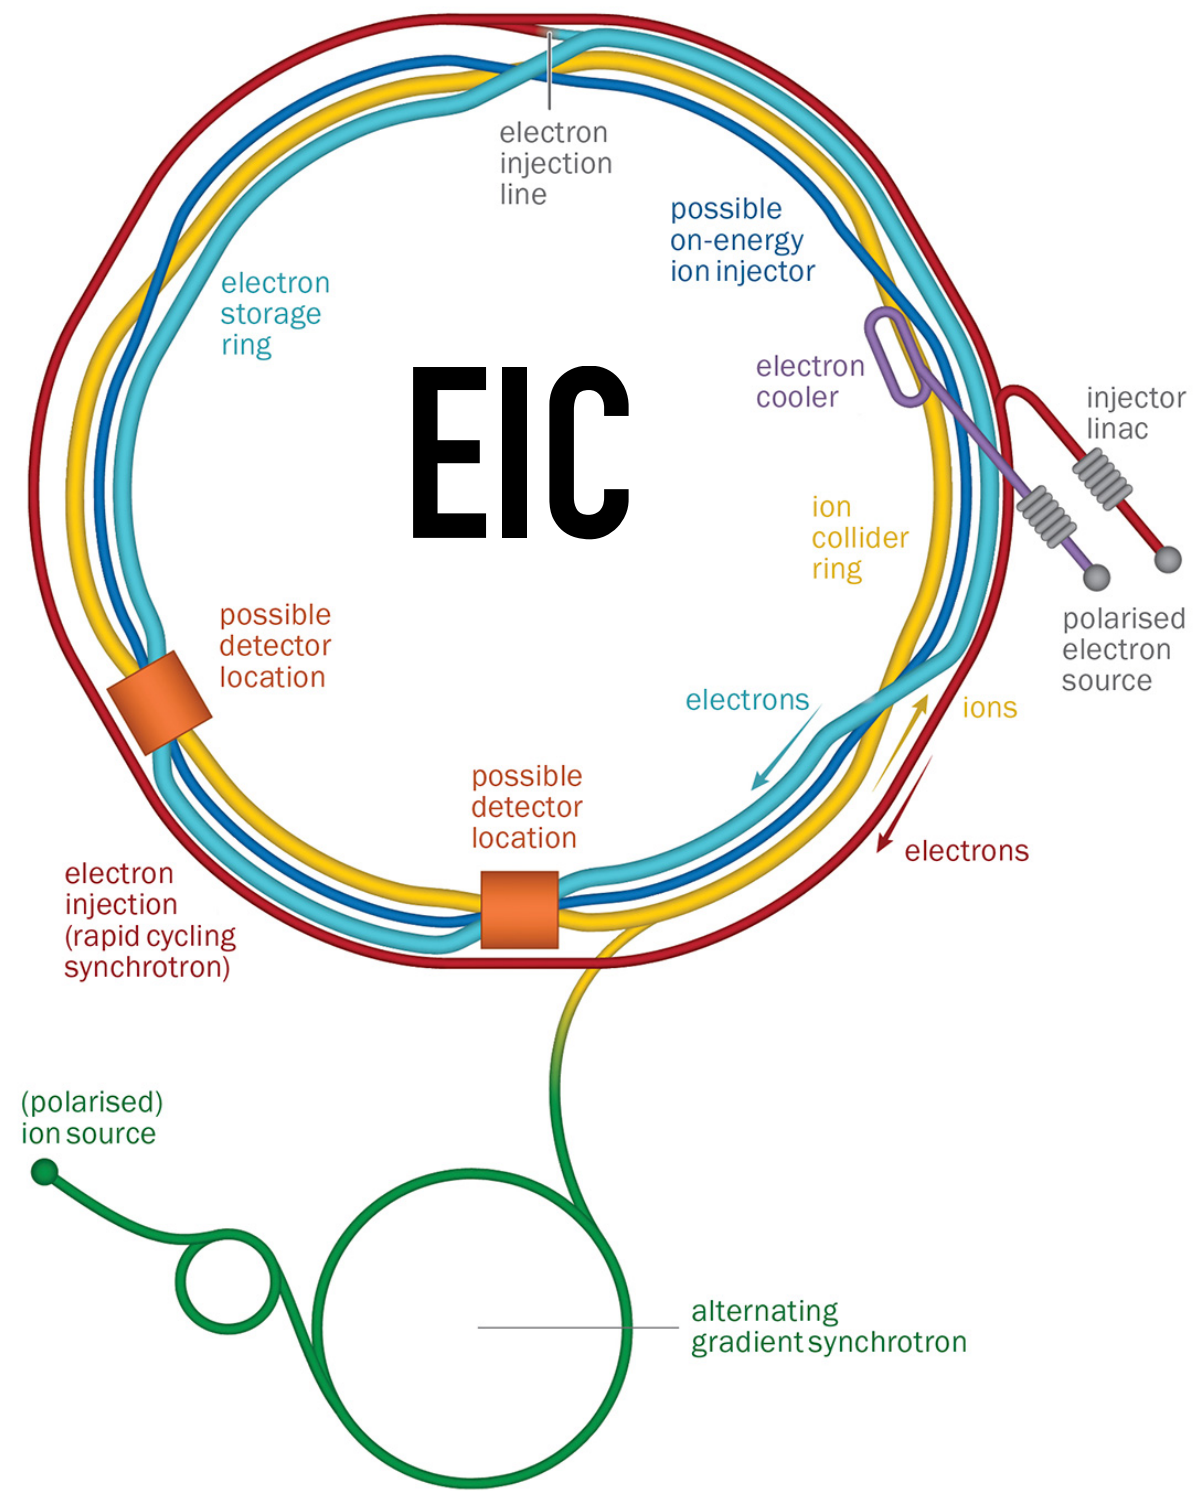 electron
injection
line
possible
on-energy
ion injector
electron
storage
ring
EIC
electron
cooler
injector
linac
ion
collider
ring
possible
detector
location
polarised
electron
source
electrons
ions
possible
detector
location
electrons
electron
injection
(rapid cycling
synchrotron)
(polarised)
ion source
alternating
gradient synchrotron